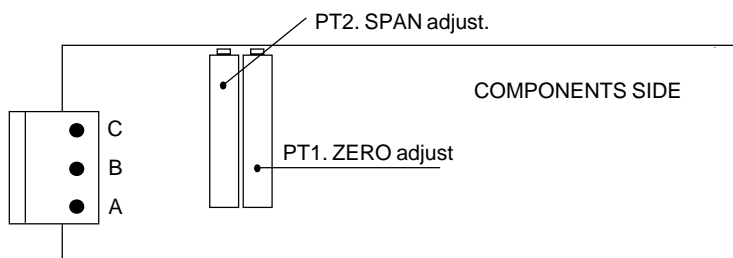 PT2. SPAN adjust.
COMPONENTS SIDE
C
PT1. ZERO adjust
B
A